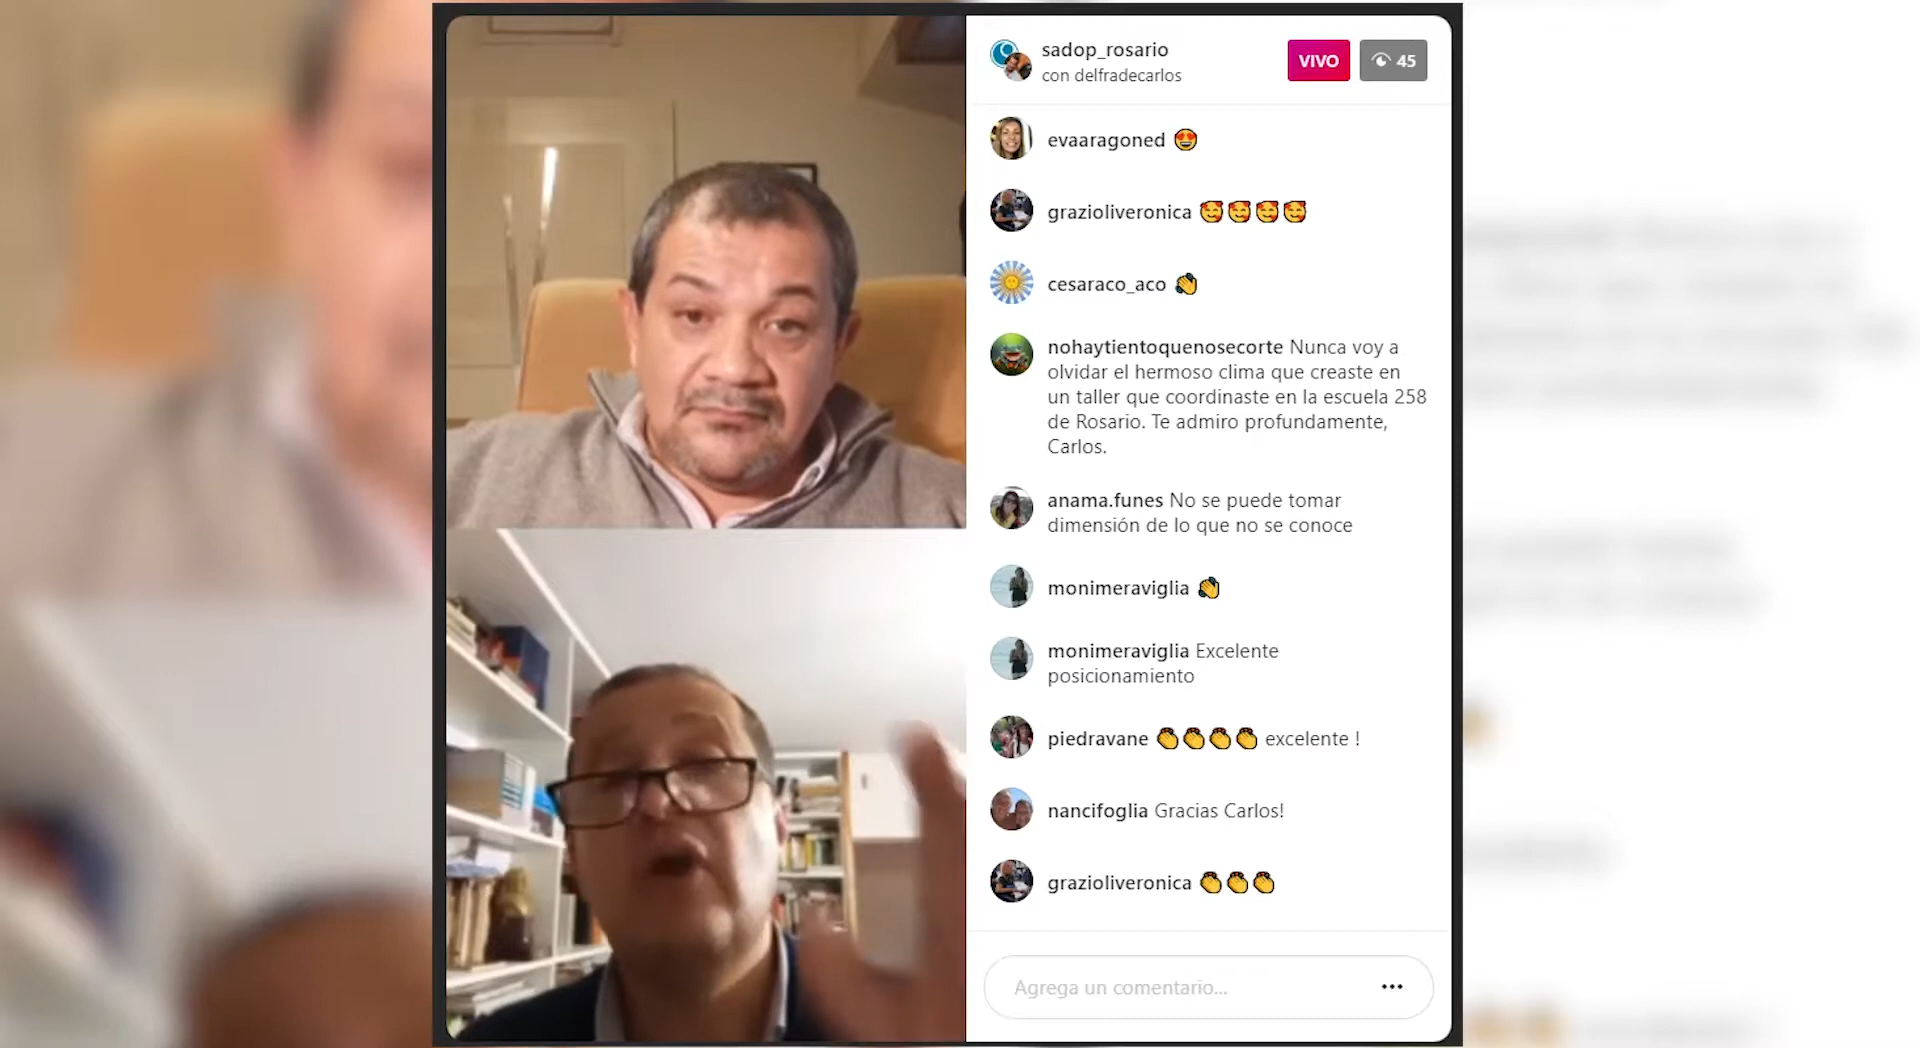 sadop_rosario
con delfradecarlos
VIVO
45
evaaragoned 😍
grazioliveronica 🥰🥰🥰🥰
cesaraco_aco 👏
nohaytientoquenosecorte Nunca voy a
olvidar el hermoso clima que creaste en
un taller que coordinaste en la escuela 258
de Rosario. Te admiro profundamente,
Carlos.
anama.funes No se puede tomar
dimensión de lo que no se conoce
monimeraviglia 👏
monimeraviglia Excelente
posicionamiento
piedravane 👏👏👏👏 excelente !
nancifoglia Gracias Carlos!
grazioliveronica 👏👏👏
Agrega un comentario...